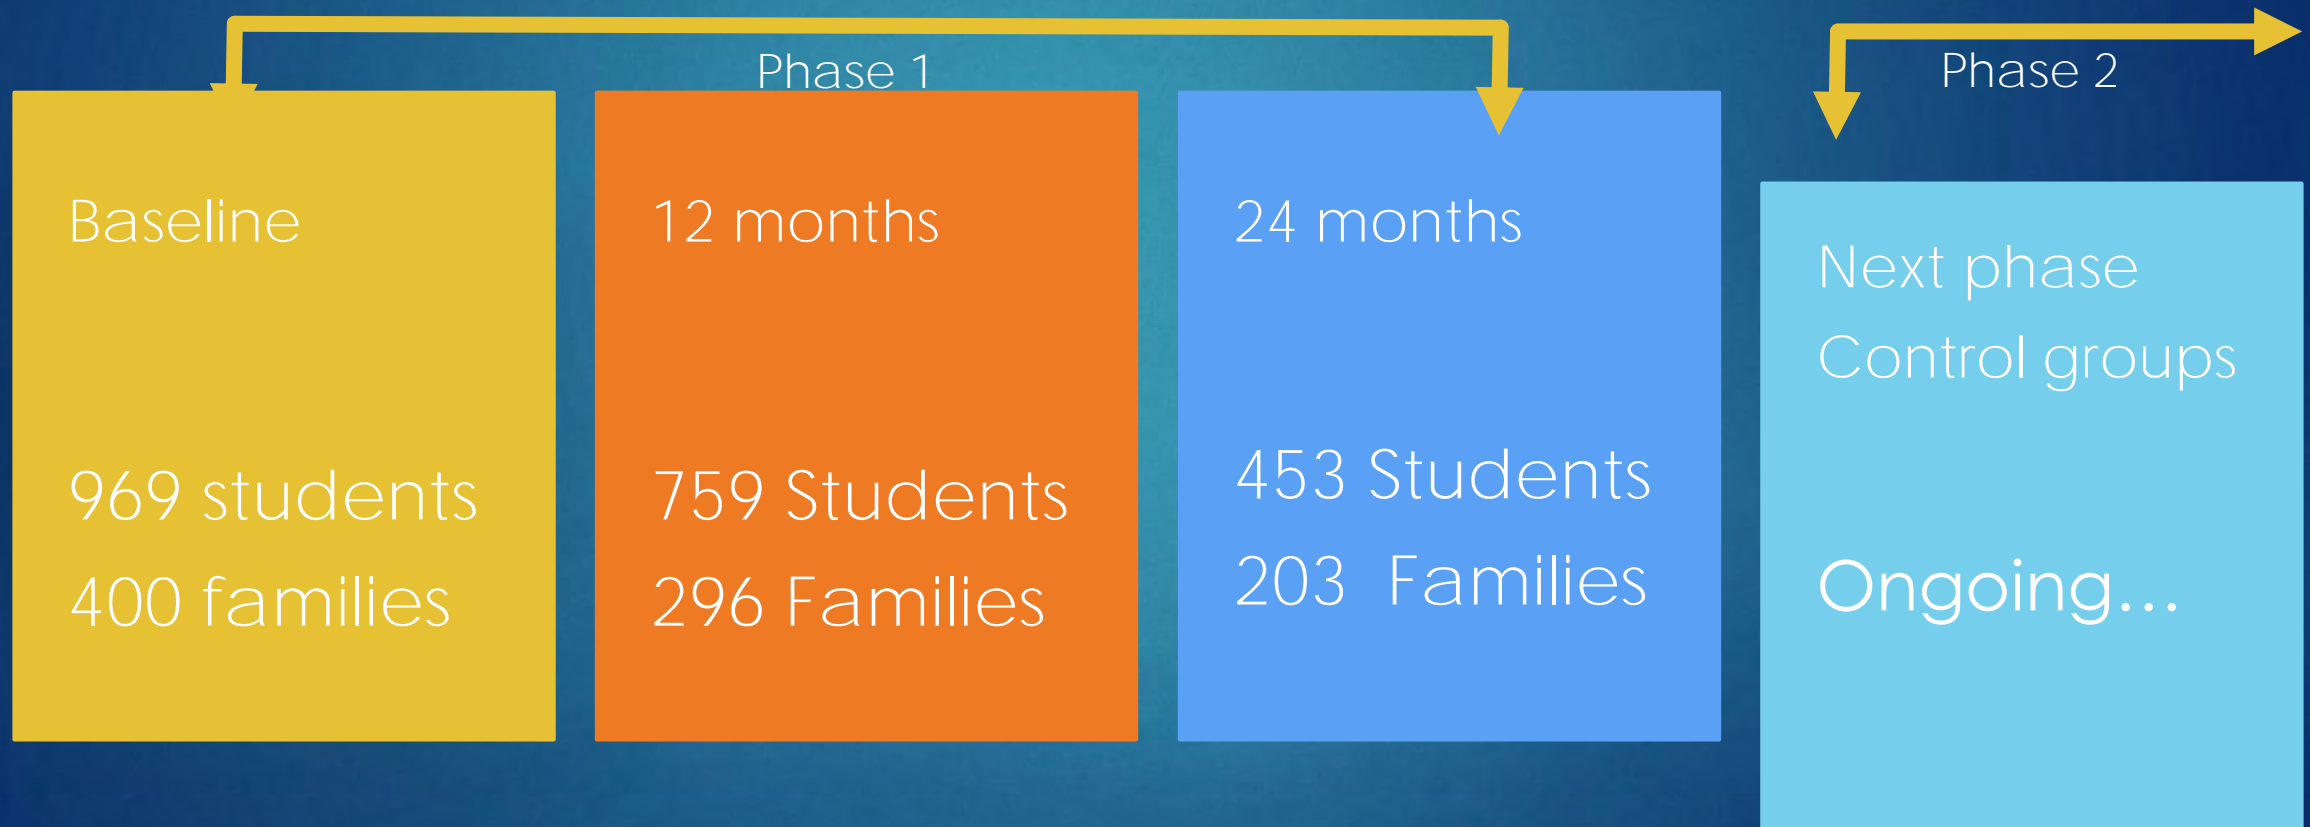 Phase 1
Phase 2
Baseline
969 students
400 families
12 months
759 Students
296 Families
24 months
453 Students
203 Families
Next phase
Control groups
Ongoing...